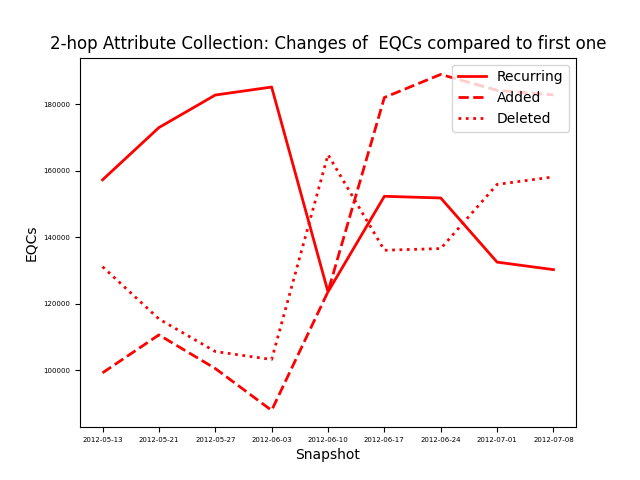 2-hop Attribute Collection: Changes of  EQCs compared to first one
Recurring
Added
Deleted
EQCs
180000
160000
140000
120000
100000
2012-05-13 2012-05-21 2012-05-27 2012-06-03 2012-06-10 2012-06-17 2012-06-24 2012-07-01 2012-07-08
Snapshot